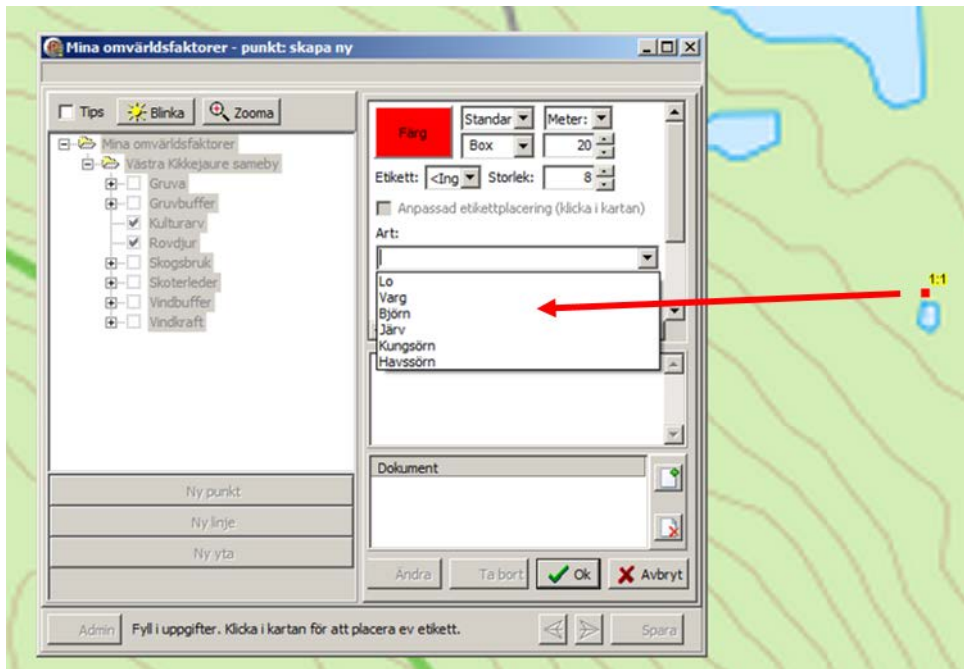 Mina omvärldsfaktorer - punkt: skapa ny
Tips Blinka Zooma
Mina omvärldsfaktorer
Västra Kikkejaure sameby
Gruva
Gruvbuffer
Kulturarv
Rovdjur
Skogsbruk
Skoterleder
Vindbuffer
Vindkraft
Ny punkt
Ny linje
Ny yta
Färg
Standar Meter:
Box 20
Etikett: <Ing Storlek: 8
Anpassad etikettplacering (klicka i kartan)
Art:
Lo
Varg
Björn
Järv
Kungsörn
Havssörn
Dokument
Ändra Ta bort Ok Avbryt
Admin Fyll i uppgifter. Klicka i kartan för att placera ev etikett. Spara
1:1